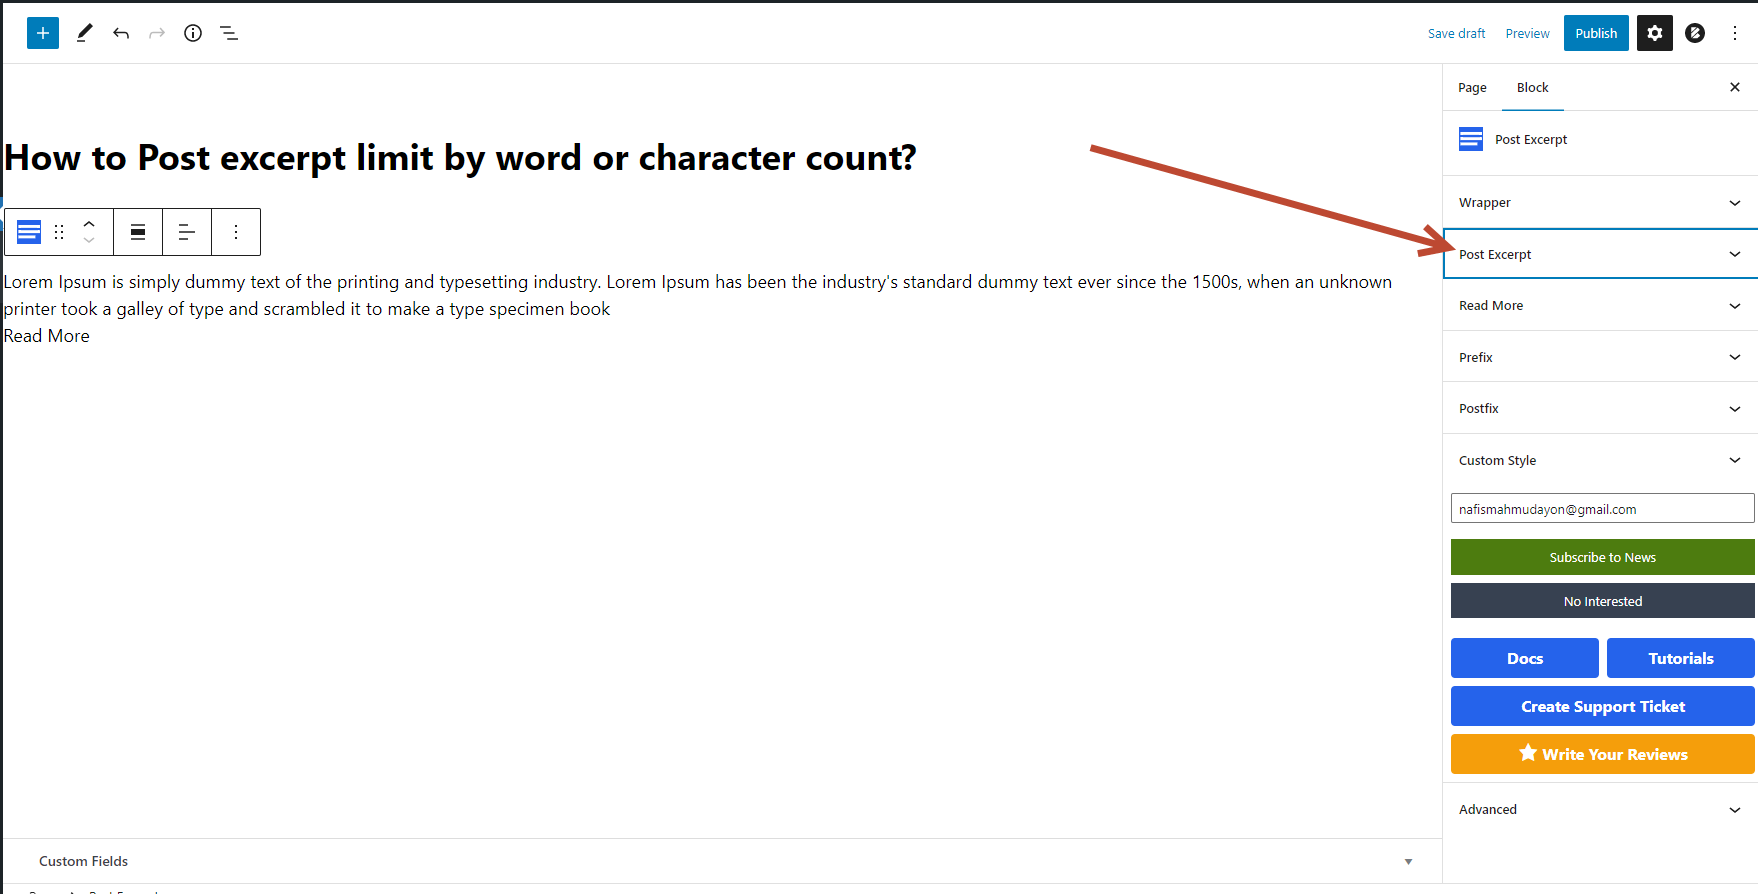 Save draft
Preview
Publish
Page
Block
Post Excerpt
How to Post excerpt limit by word or character count?
Wrapper
Post Excerpt
Lorem Ipsum is simply dummy text of the printing and typesetting industry. Lorem Ipsum has been the industry's standard dummy text ever since the 1500s, when an unknown
printer took a galley of type and scrambled it to make a type specimen book
Read More
Read More
Prefix
Postfix
Custom Style
nafismahmudayon@gmail.com
Subscribe to News
No Interested
Docs
Tutorials
Create Support Ticket
Write Your Reviews
Advanced
Custom Fields